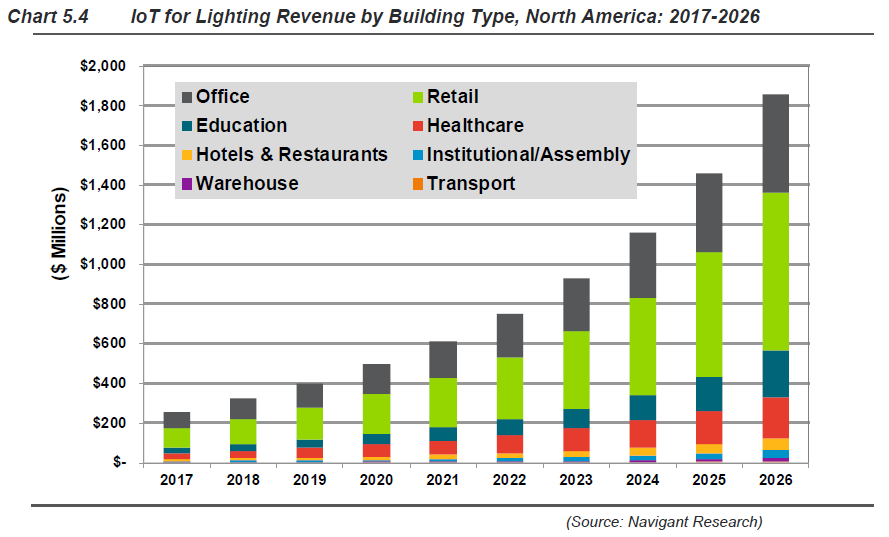 Chart 5.4 IoT for Lighting Revenue by Building Type, North America: 2017-2026
$2,000
$1,800
$1,600
$1,400
$1,200
$1,000
$800
$600
$400
$200
$-
($ Millions)
Office Retail
Education Healthcare
Hotels & Restaurants Institutional/Assembly
Warehouse Transport
2017 2018 2019 2020 2021 2022 2023 2024 2025 2026
(Source: Navigant Research)